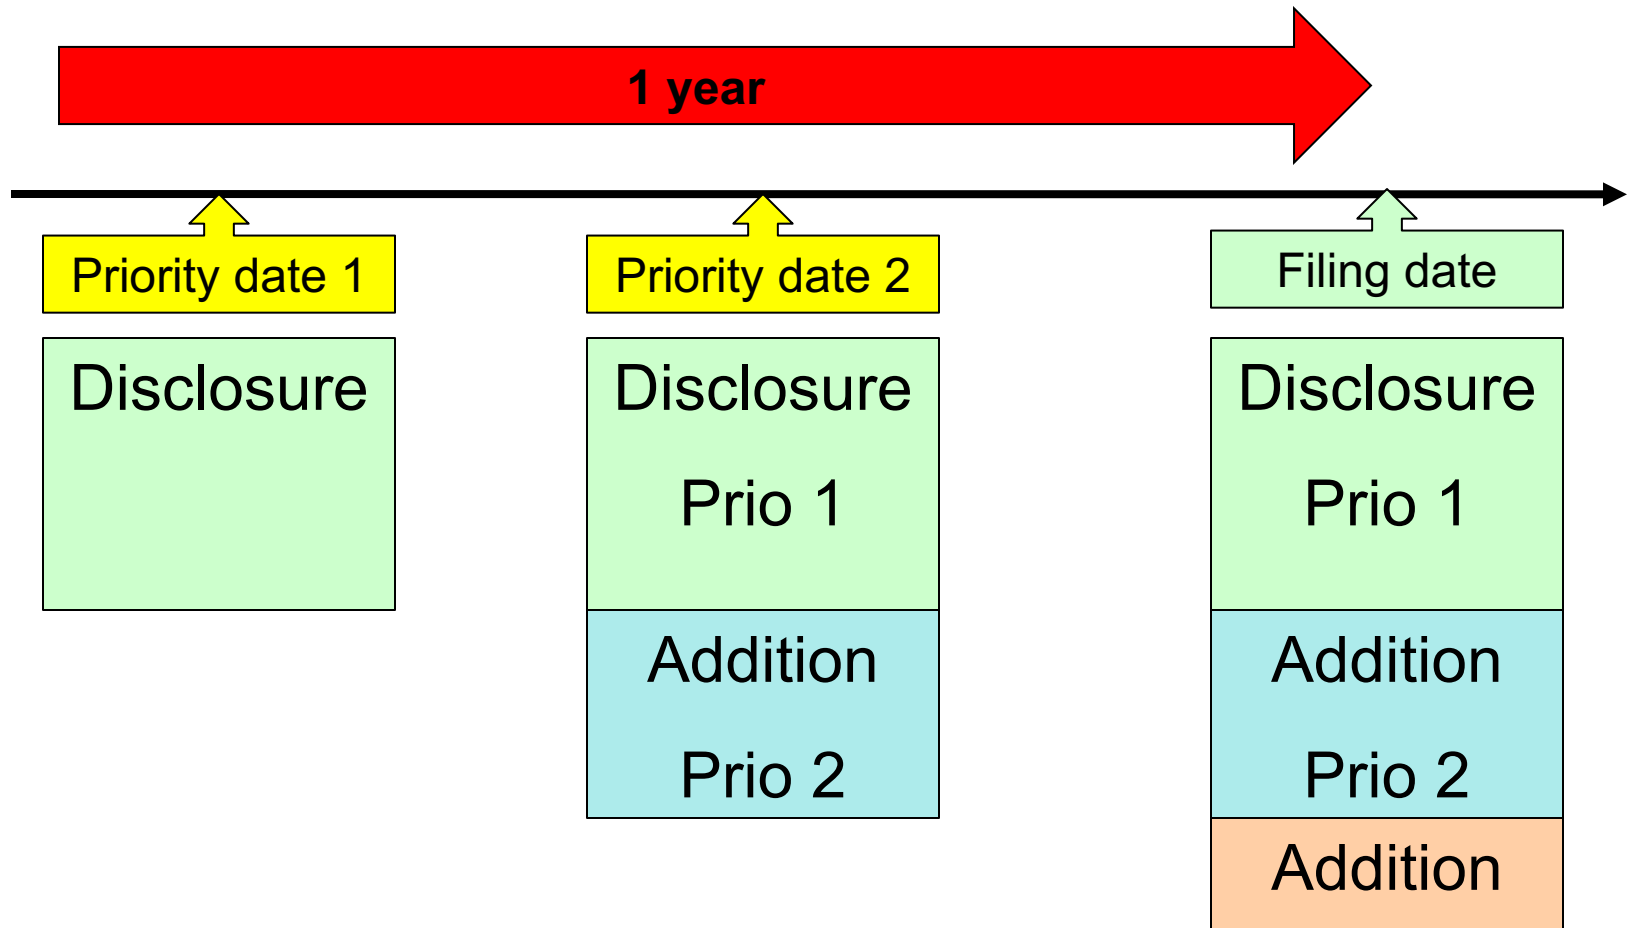 1 year
Priority date 1
Priority date 2
Filing date
Disclosure
Disclosure
Prio 1
Addition
Prio 2
Disclosure
Prio 1
Addition
Prio 2
Addition